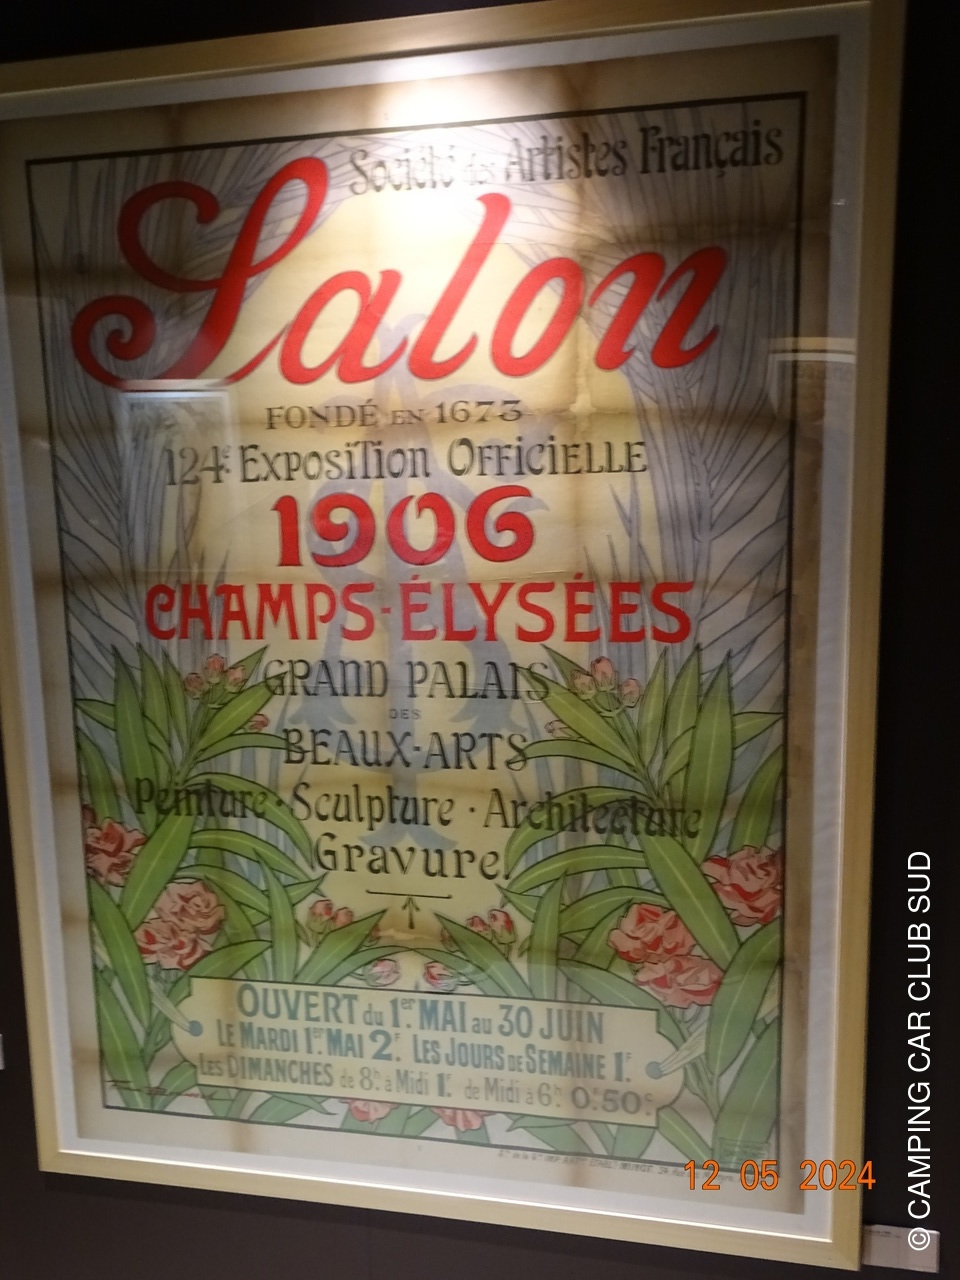 Société des Artistes Français
Salon
FONDÉ EN 1673
124e Exposition Officielle
1906
CHAMPS-ÉLYSÉES
GRAND PALAIS
DES
BEAUX-ARTS
Peinture · Sculpture · Architecture
Gravure.
OUVERT du 1er MAI au 30 JUIN
LE MARDI 1er MAI 2F. LES JOURS DE SEMAINE 1F.
LES DIMANCHES de 8h. à Midi 1F. de Midi à 6h. 0F.50c.
12 05 2024
© CAMPING CAR CLUB SUD